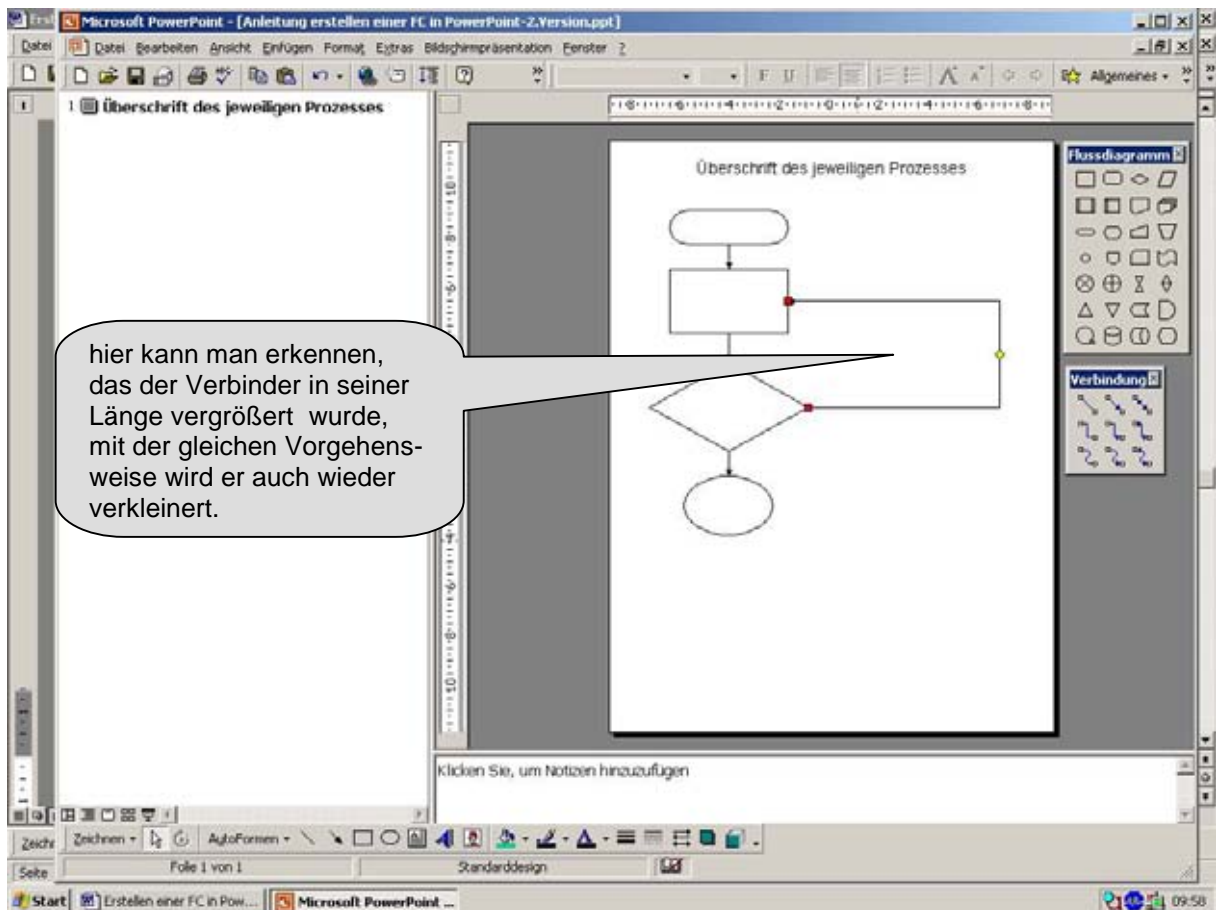 Microsoft PowerPoint - [Anleitung erstellen einer FC in PowerPoint-2.Version.ppt]
Datei
Datei Bearbeiten Ansicht Einfügen Format Extras Bildschirmpräsentation Fenster ?
F U Allgemeines
1 Überschrift des jeweiligen Prozesses
Überschrift des jeweiligen Prozesses
Flussdiagramm
Verbindung
hier kann man erkennen,
das der Verbinder in seiner
Länge vergrößert wurde,
mit der gleichen Vorgehens-
weise wird er auch wieder
verkleinert.
Klicken Sie, um Notizen hinzuzufügen
Zeichnen AutoFormen
Seite Folie 1 von 1 Standarddesign
Start Erstellen einer FC in Pow... Microsoft PowerPoint ... 09:58